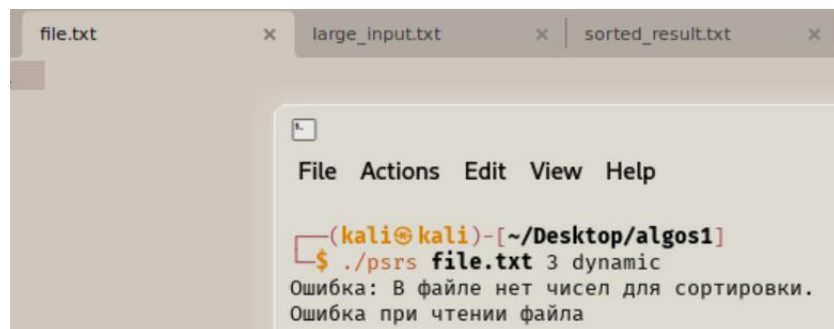 file.txt × large_input.txt × sorted_result.txt ×
File Actions Edit View Help
┌──(kali㉿kali)-[~/Desktop/algos1]
└─$ ./psrs file.txt 3 dynamic
Ошибка: В файле нет чисел для сортировки.
Ошибка при чтении файла